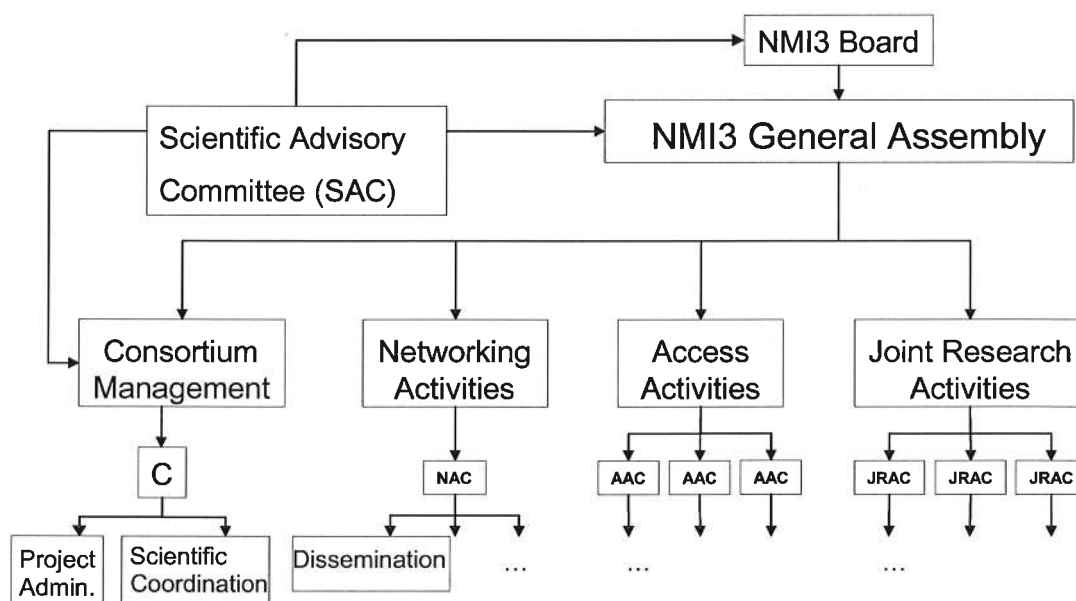 NMI3 Board
Scientific Advisory
Committee (SAC)
NMI3 General Assembly
Consortium
Management
Networking
Activities
Access
Activities
Joint Research
Activities
C
NAC
AAC
AAC
AAC
JRAC
JRAC
JRAC
Project
Admin.
Scientific
Coordination
Dissemination
...
...
...